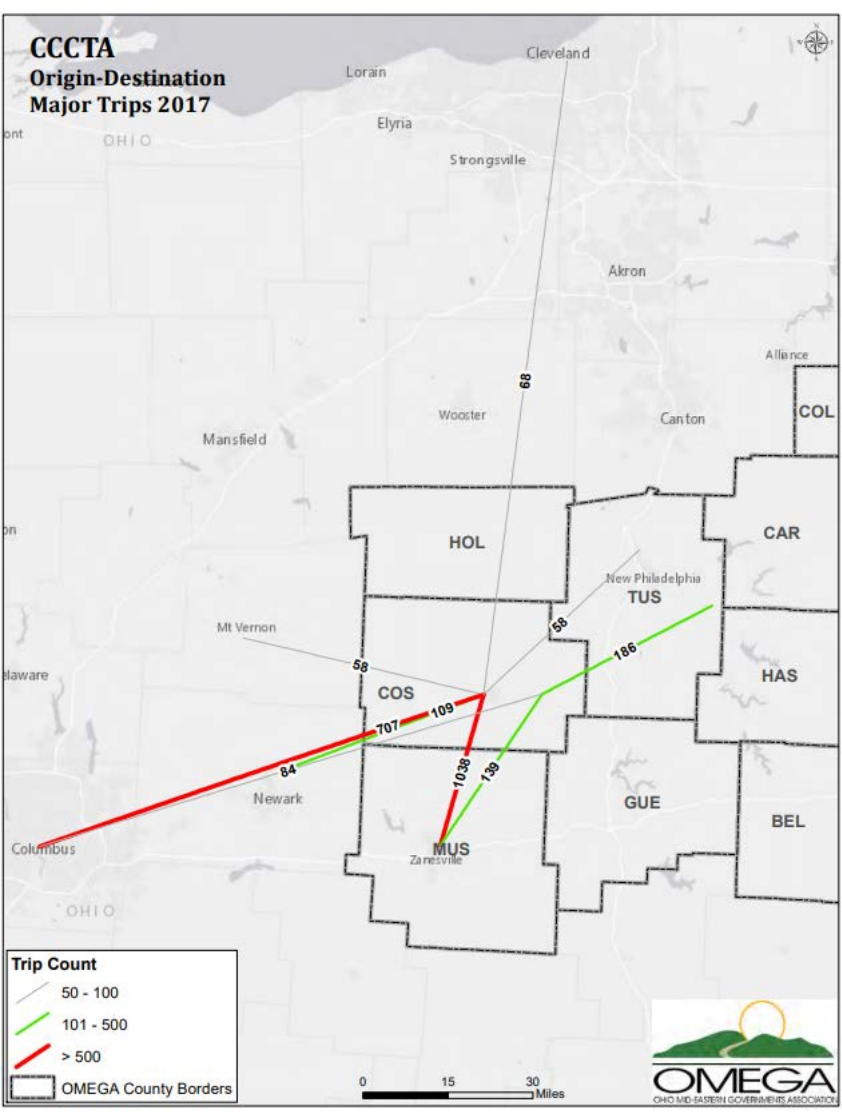 CCCTA
Origin-Destination
Major Trips 2017
N
Cleveland
Lorain
OHIO
ont
Elyria
Strongsville
Akron
Alliance
COL
Wooster
Canton
Mansfield
68
HOL
CAR
on
New Philadelphia
TUS
58
Mt Vernon
186
58
elaware
COS
HAS
109
707
84
1038
139
Newark
GUE
BEL
Columbus
MUS
Zanesville
OHIO
Trip Count
50 - 100
101 - 500
> 500
OMEGA County Borders
0 15 30
Miles
OMEGA
OHIO MID-EASTERN GOVERNMENTS ASSOCIATION